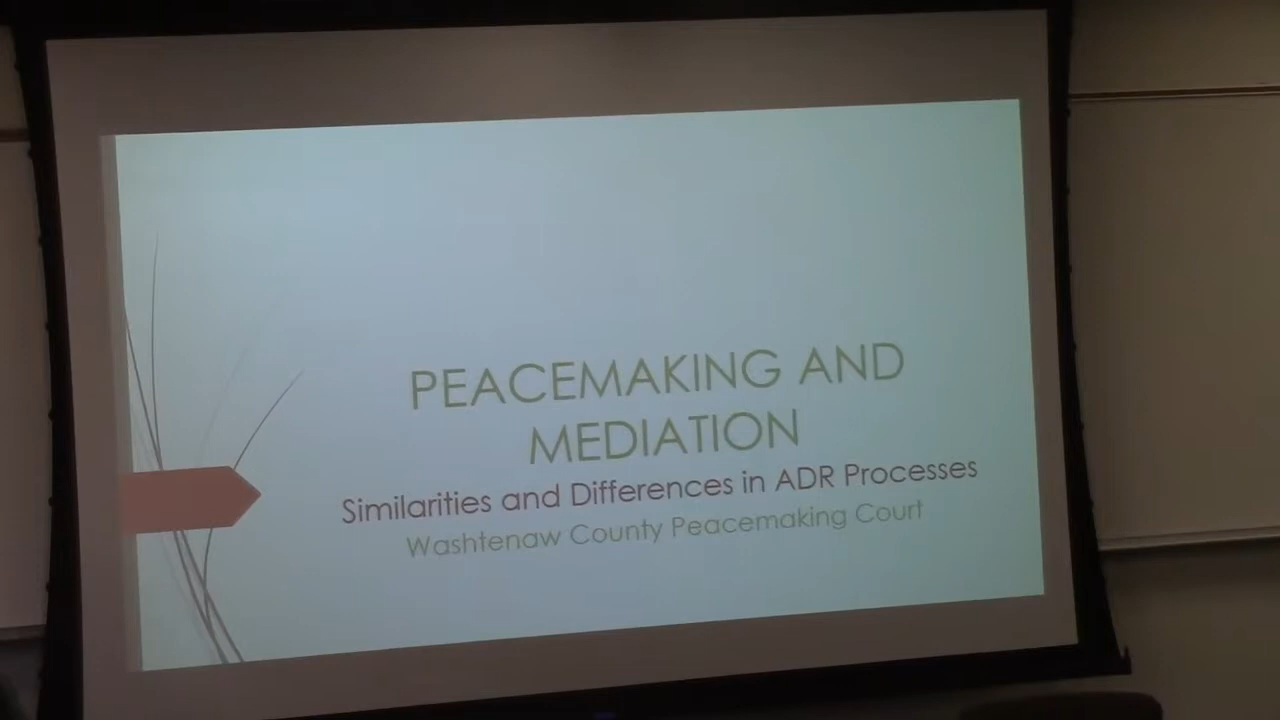 PEACEMAKING AND
MEDIATION
Similarities and Differences in ADR Processes
Washtenaw County Peacemaking Court